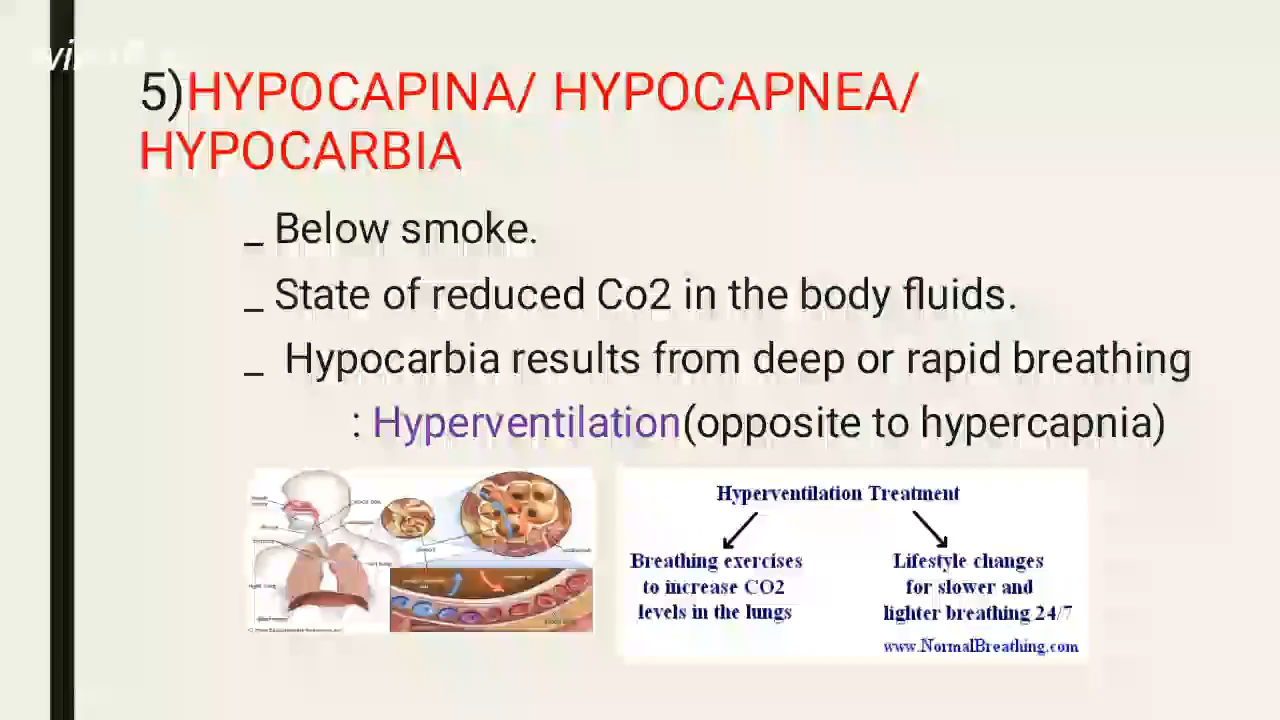 5)HYPOCAPINA/ HYPOCAPNEA/
HYPOCARBIA
_ Below smoke.
_ State of reduced Co2 in the body fluids.
_ Hypocarbia results from deep or rapid breathing
: Hyperventilation(opposite to hypercapnia)
Hyperventilation Treatment
Breathing exercises
to increase CO2
levels in the lungs
Lifestyle changes
for slower and
lighter breathing 24/7
www.NormalBreathing.com